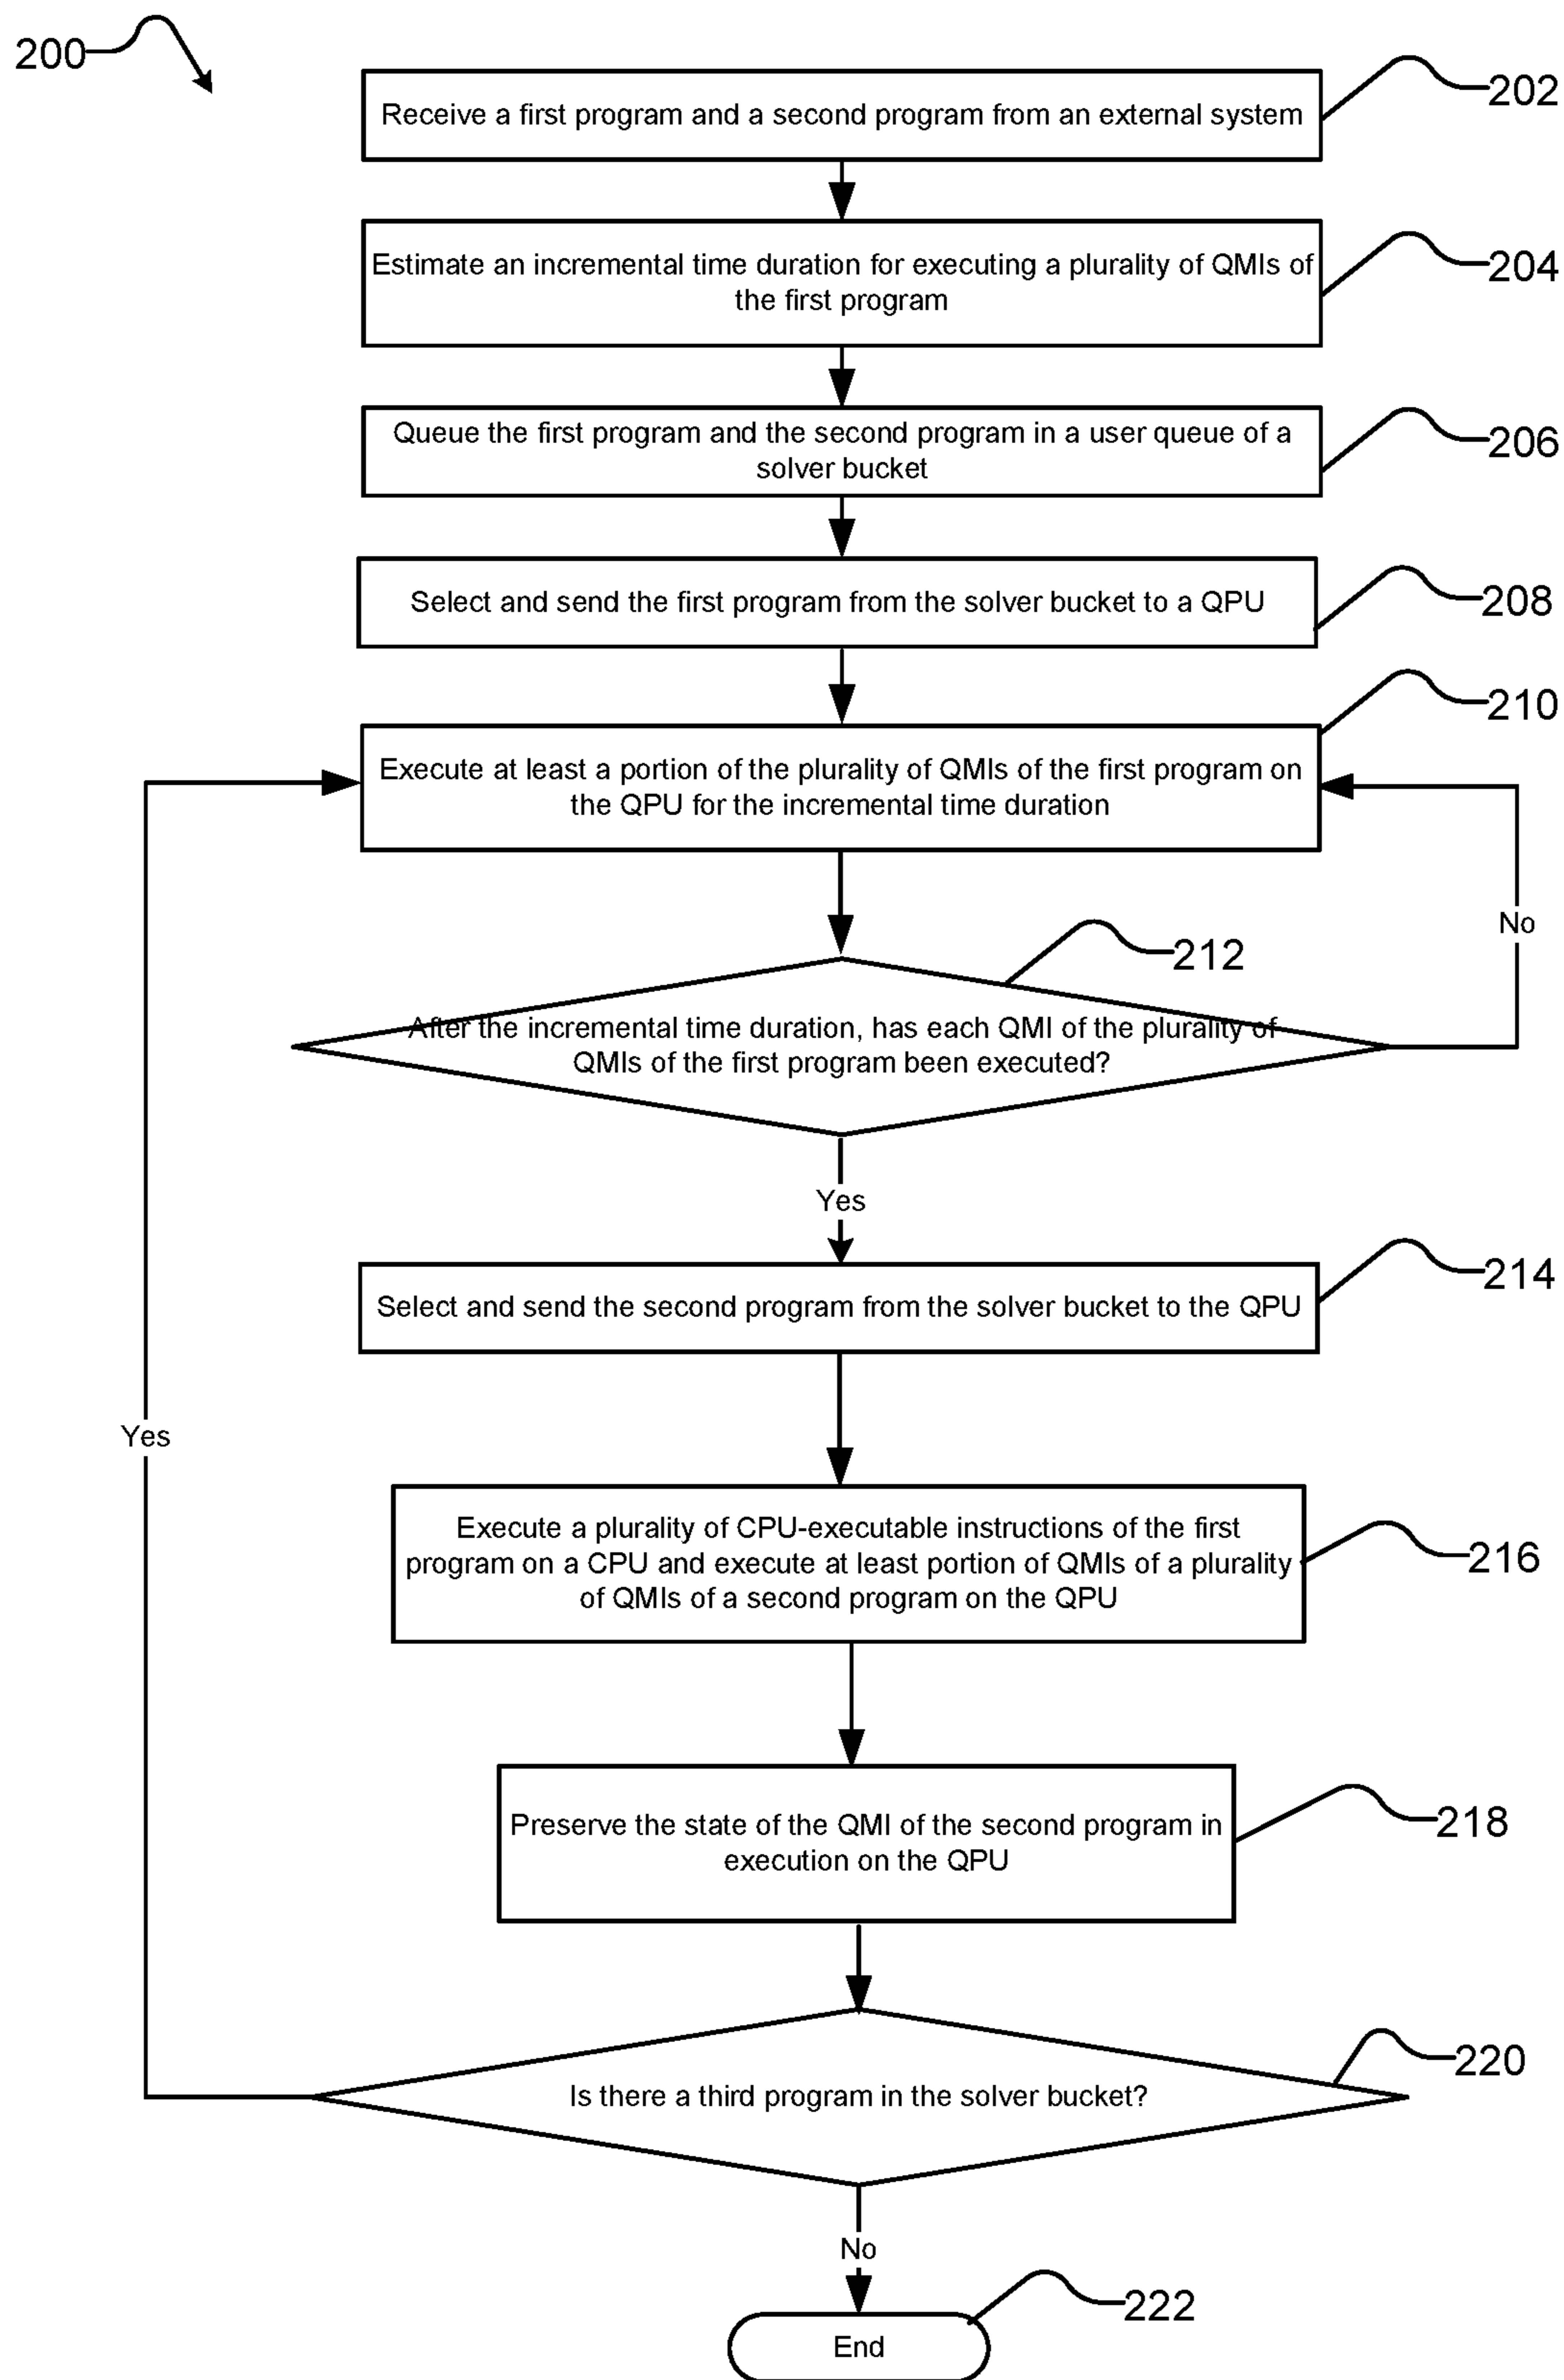 200
Receive a first program and a second program from an external system
202
Estimate an incremental time duration for executing a plurality of QMIs of
the first program
204
Queue the first program and the second program in a user queue of a
solver bucket
206
Select and send the first program from the solver bucket to a QPU
208
210
Execute at least a portion of the plurality of QMIs of the first program on
the QPU for the incremental time duration
No
212
After the incremental time duration, has each QMI of the plurality of
QMIs of the first program been executed?
Yes
214
Select and send the second program from the solver bucket to the QPU
Yes
Execute a plurality of CPU-executable instructions of the first
program on a CPU and execute at least portion of QMIs of a plurality
of QMIs of a second program on the QPU
216
Preserve the state of the QMI of the second program in
execution on the QPU
218
220
Is there a third program in the solver bucket?
No
222
End